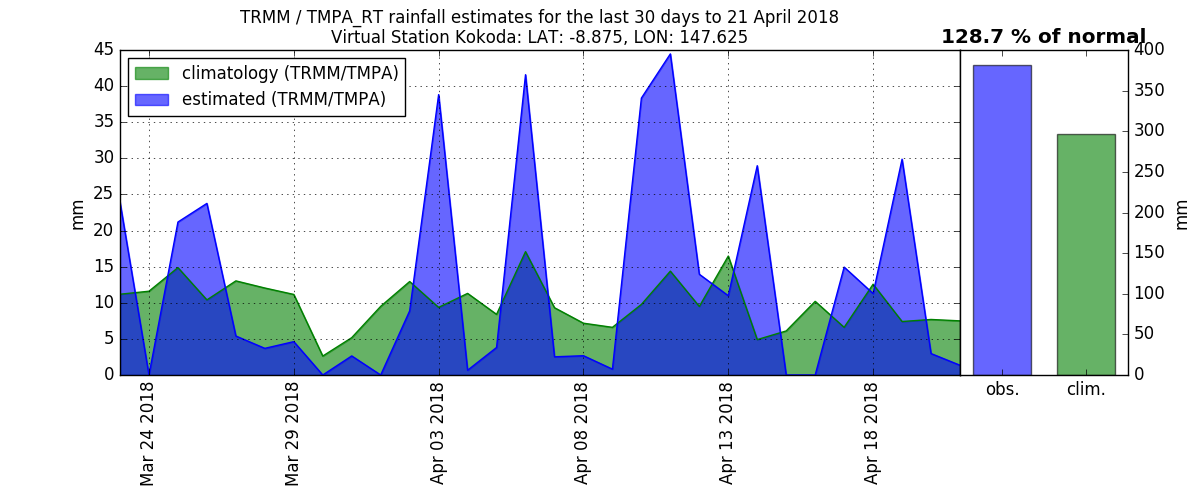 TRMM / TMPA_RT rainfall estimates for the last 30 days to 21 April 2018
Virtual Station Kokoda: LAT: -8.875, LON: 147.625
128.7 % of normal
climatology (TRMM/TMPA)
estimated (TRMM/TMPA)
mm
45
40
35
30
25
20
15
10
5
0
Mar 24 2018
Mar 29 2018
Apr 03 2018
Apr 08 2018
Apr 13 2018
Apr 18 2018
obs.
clim.
400
350
300
250
200
150
100
50
0
mm